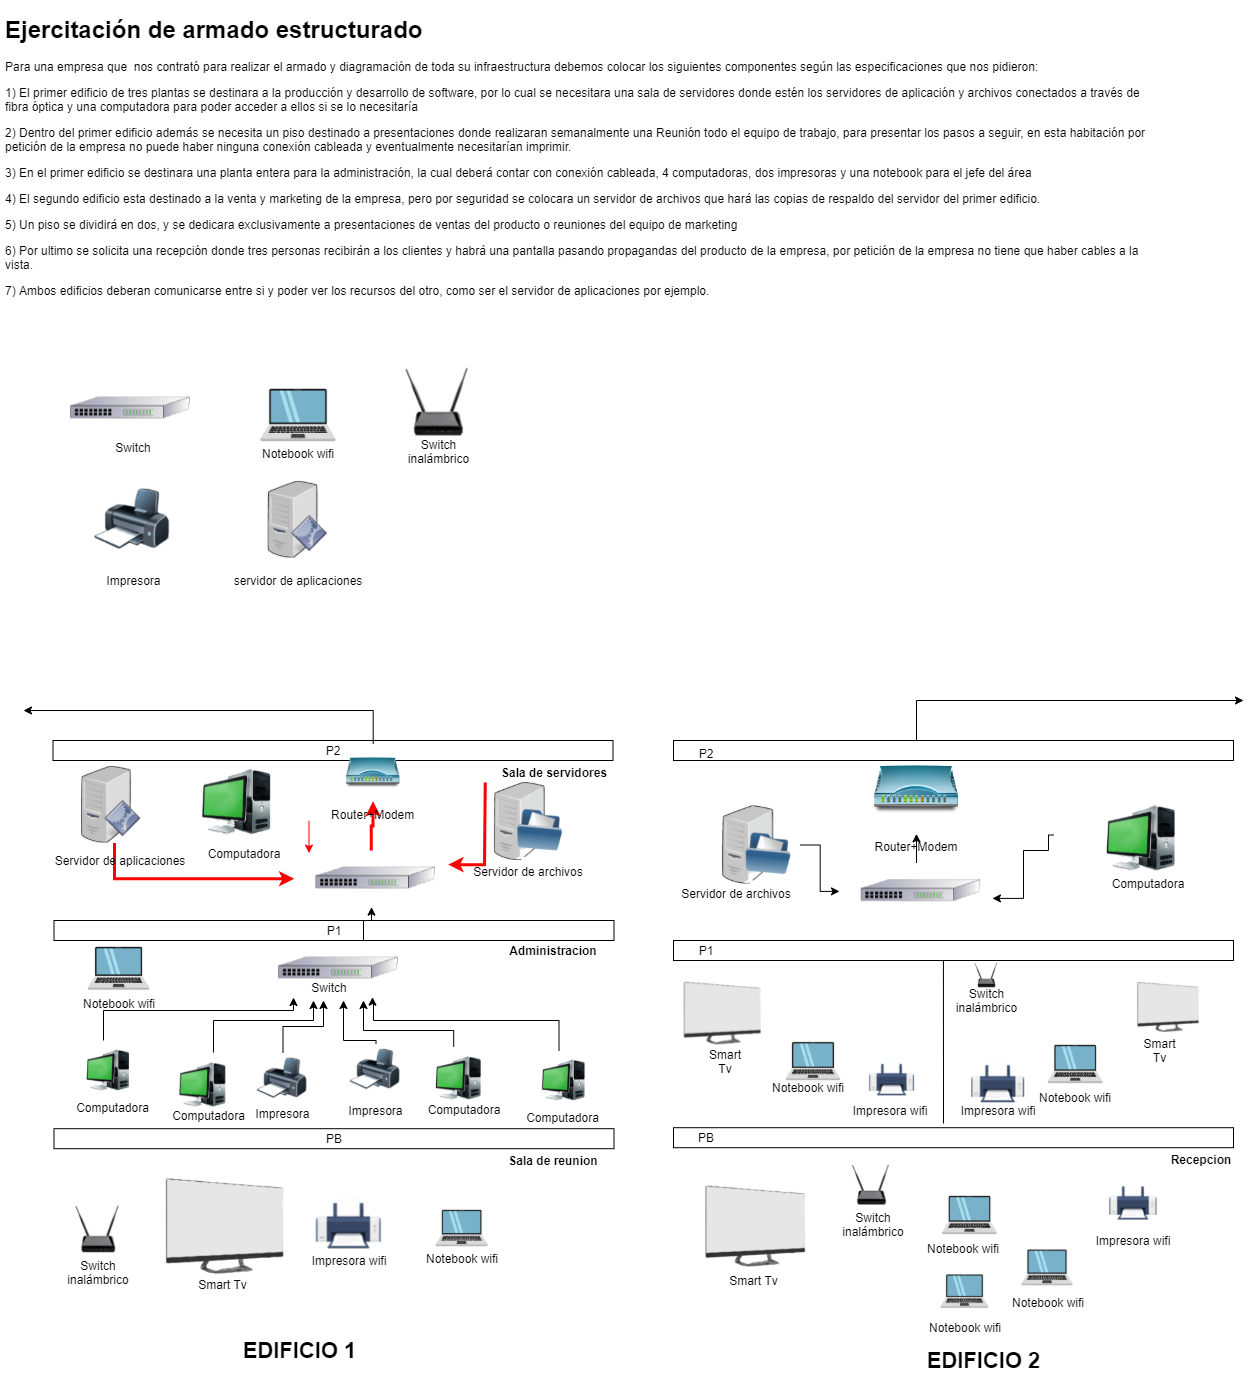 Ejercitación de armado estructurado
Para una empresa que  nos contrató para realizar el armado y diagramación de toda su infraestructura debemos colocar los siguientes componentes según las especificaciones que nos pidieron:
1) El primer edificio de tres plantas se destinara a la producción y desarrollo de software, por lo cual se necesitara una sala de servidores donde estén los servidores de aplicación y archivos conectados a través de
fibra óptica y una computadora para poder acceder a ellos si se lo necesitaría
2) Dentro del primer edificio además se necesita un piso destinado a presentaciones donde realizaran semanalmente una Reunión todo el equipo de trabajo, para presentar los pasos a seguir, en esta habitación por
petición de la empresa no puede haber ninguna conexión cableada y eventualmente necesitarían imprimir.
3) En el primer edificio se destinara una planta entera para la administración, la cual deberá contar con conexión cableada, 4 computadoras, dos impresoras y una notebook para el jefe del área
4) El segundo edificio esta destinado a la venta y marketing de la empresa, pero por seguridad se colocara un servidor de archivos que hará las copias de respaldo del servidor del primer edificio.
5) Un piso se dividirá en dos, y se dedicara exclusivamente a presentaciones de ventas del producto o reuniones del equipo de marketing
6) Por ultimo se solicita una recepción donde tres personas recibirán a los clientes y habrá una pantalla pasando propagandas del producto de la empresa, por petición de la empresa no tiene que haber cables a la
vista.
7) Ambos edificios deberan comunicarse entre si y poder ver los recursos del otro, como ser el servidor de aplicaciones por ejemplo.
Switch
Notebook wifi
Switch
inalámbrico
Impresora
servidor de aplicaciones
P2
Sala de servidores
Router+Modem
Servidor de aplicaciones
Computadora
Servidor de archivos
P1
Administracion
Notebook wifi
Switch
Computadora
Computadora
Impresora
Impresora
Computadora
Computadora
PB
Sala de reunion
Switch
inalámbrico
Smart Tv
Impresora wifi
Notebook wifi
EDIFICIO 1
P2
Router+Modem
Servidor de archivos
Computadora
P1
Switch
inalámbrico
Smart
Tv
Smart
Tv
Notebook wifi
Impresora wifi
Impresora wifi
Notebook wifi
PB
Recepcion
Switch
inalámbrico
Smart Tv
Notebook wifi
Impresora wifi
Notebook wifi
Notebook wifi
EDIFICIO 2